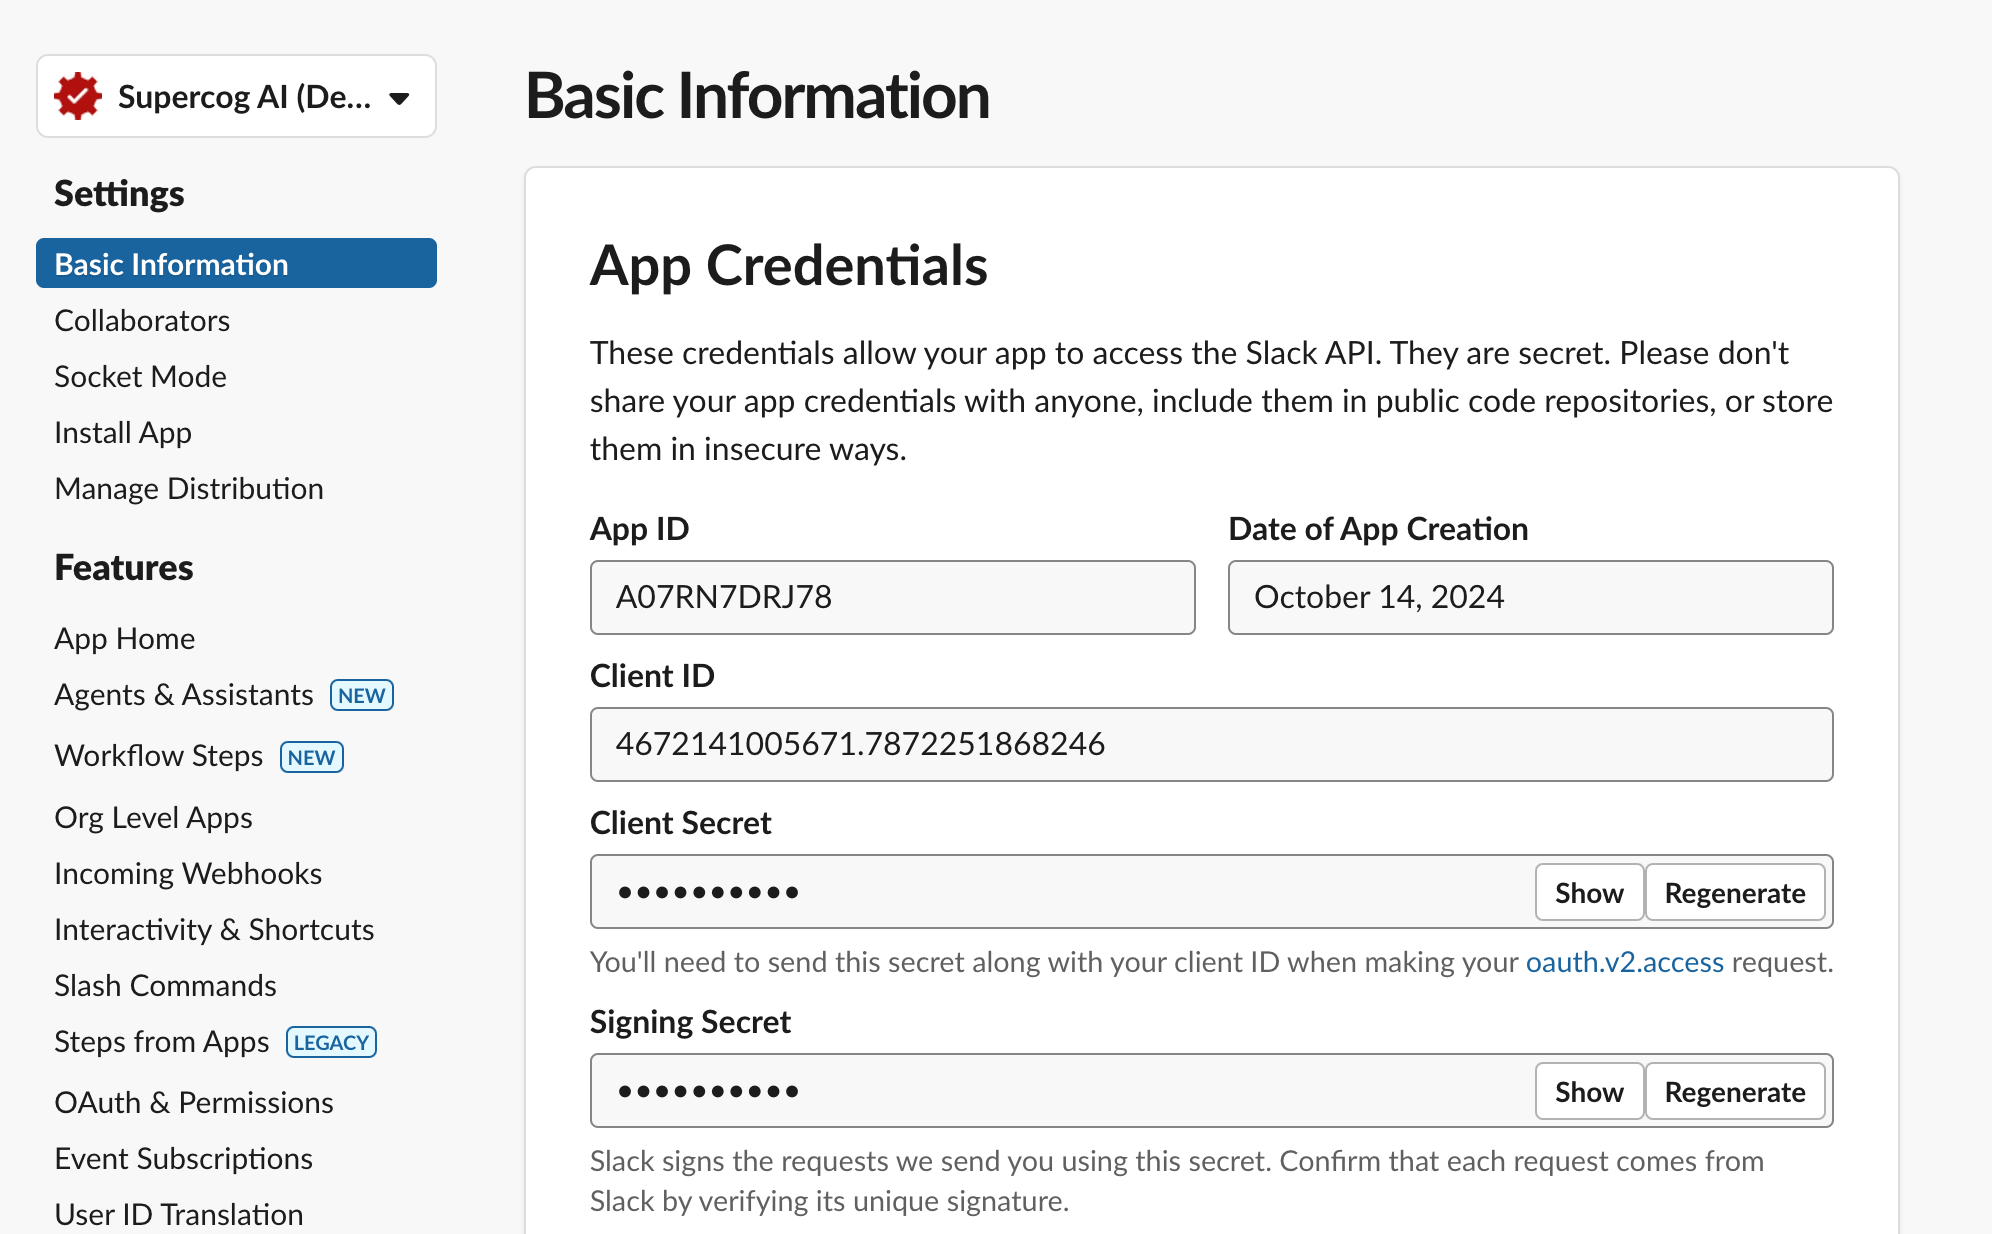 Supercog AI (De...
Settings
Basic Information
Collaborators
Socket Mode
Install App
Manage Distribution
Features
App Home
Agents & Assistants NEW
Workflow Steps NEW
Org Level Apps
Incoming Webhooks
Interactivity & Shortcuts
Slash Commands
Steps from Apps LEGACY
OAuth & Permissions
Event Subscriptions
User ID Translation
Basic Information
App Credentials
These credentials allow your app to access the Slack API. They are secret. Please don't
share your app credentials with anyone, include them in public code repositories, or store
them in insecure ways.
App ID
A07RN7DRJ78
Date of App Creation
October 14, 2024
Client ID
4672141005671.7872251868246
Client Secret
•••••••••• Show Regenerate
You'll need to send this secret along with your client ID when making your oauth.v2.access request.
Signing Secret
•••••••••• Show Regenerate
Slack signs the requests we send you using this secret. Confirm that each request comes from
Slack by verifying its unique signature.